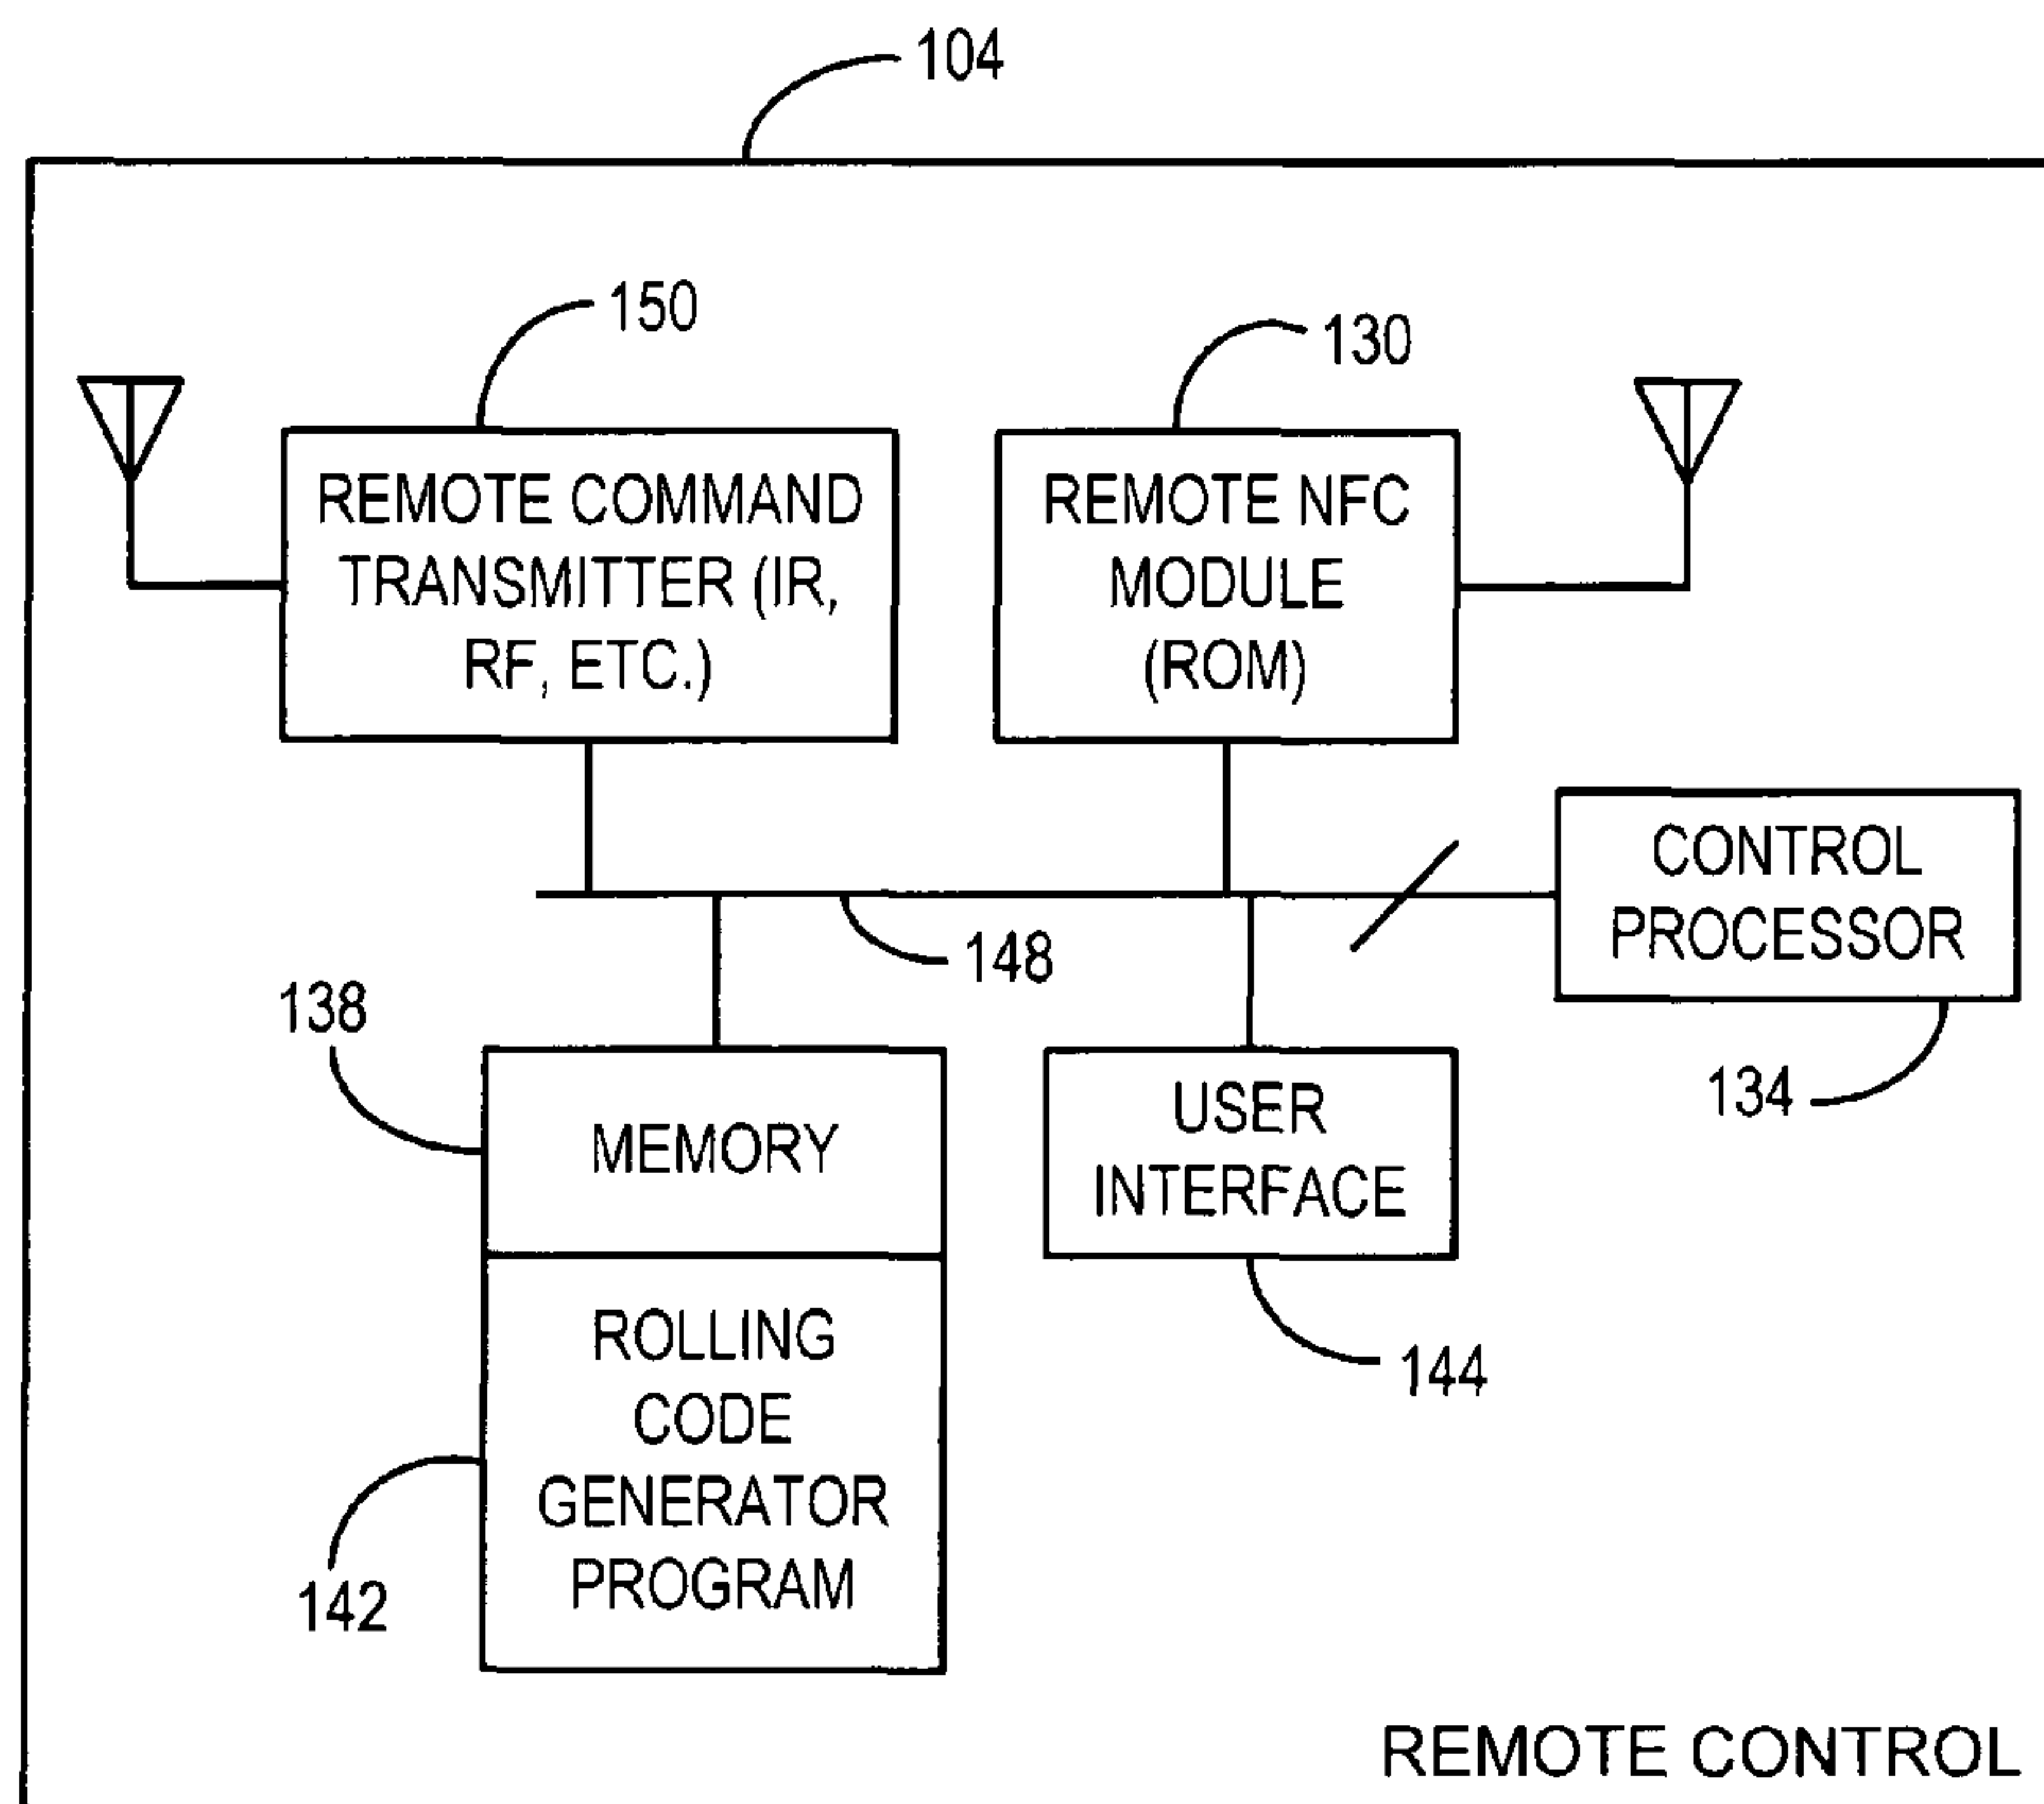 104
150
130
REMOTE COMMAND
TRANSMITTER (IR,
RF, ETC.)
REMOTE NFC
MODULE
(ROM)
CONTROL
PROCESSOR
148
138
134
MEMORY
USER
INTERFACE
ROLLING
CODE
GENERATOR
PROGRAM
144
142
REMOTE CONTROL